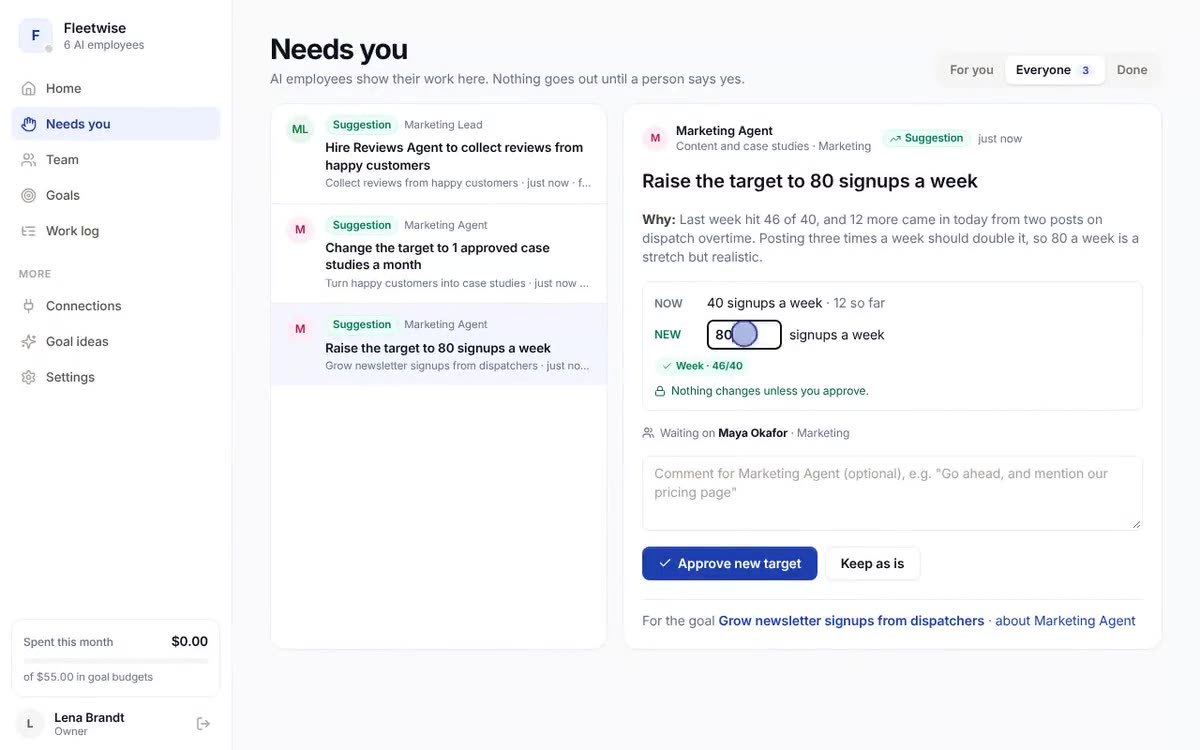 F
Fleetwise
6 AI employees
Home
Needs you
Team
Goals
Work log
MORE
Connections
Goal ideas
Settings
Spent this month $0.00
of $55.00 in goal budgets
L
Lena Brandt
Owner
Needs you
AI employees show their work here. Nothing goes out until a person says yes.
For you Everyone 3 Done
ML
Suggestion Marketing Lead
Hire Reviews Agent to collect reviews from
happy customers
Collect reviews from happy customers · just now · f...
M
Suggestion Marketing Agent
Change the target to 1 approved case
studies a month
Turn happy customers into case studies · just now ...
M
Suggestion Marketing Agent
Raise the target to 80 signups a week
Grow newsletter signups from dispatchers · just no...
M
Marketing Agent
Content and case studies · Marketing
Suggestion just now
Raise the target to 80 signups a week
Why: Last week hit 46 of 40, and 12 more came in today from two posts on
dispatch overtime. Posting three times a week should double it, so 80 a week is a
stretch but realistic.
NOW 40 signups a week · 12 so far
NEW 80 signups a week
Week · 46/40
Nothing changes unless you approve.
Waiting on Maya Okafor · Marketing
Comment for Marketing Agent (optional), e.g. "Go ahead, and mention our
pricing page"
Approve new target Keep as is
For the goal Grow newsletter signups from dispatchers · about Marketing Agent